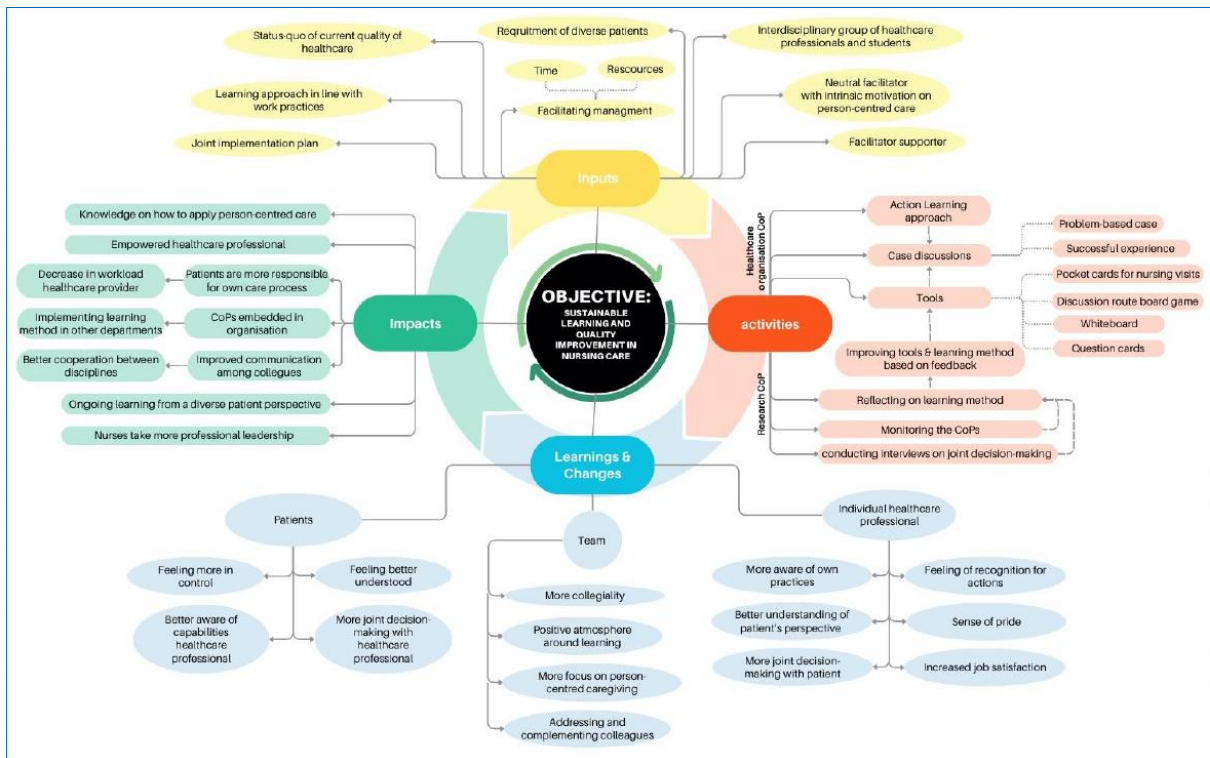 Status-quo of current quality of
healthcare
Reqruitment of diverse patients
Interdisciplinary group of healthcare
professionals and students
Time
Rescources
Learning approach in line with
work practices
Facilitating managment
Neutral facilitator
with intrinsic motivation on
person-centred care
Joint implementation plan
Facilitator supporter
Inputs
Knowledge on how to apply person-centred care
Empowered healthcare professional
Decrease in workload
healthcare provider
Patients are more responsible
for own care process
Implementing learning
method in other departments
CoPs embedded in
organisation
Better cooperation between
disciplines
Improved communication
among collegues
Ongoing learning from a diverse patient perspective
Nurses take more professional leadership
Impacts
OBJECTIVE:
SUSTAINABLE
LEARNING AND
QUALITY
IMPROVEMENT IN
NURSING CARE
activities
Healthcare
organisation CoP
Research CoP
Action Learning
approach
Case discussions
Problem-based case
Successful experience
Tools
Pocket cards for nursing visits
Discussion route board game
Whiteboard
Question cards
Improving tools & learnring method
based on feedback
Reflecting on learning method
Monitoring the CoPs
conducting interviews on joint decision-making
Learnings &
Changes
Patients
Feeling more in
control
Feeling better
understood
Better aware of
capabilities
healthcare
professional
More joint decision-
making with
healthcare
professional
Team
More collegiality
Positive atmosphere
around learning
More focus on person-
centred caregiving
Addressing and
complementing colleagues
Individual healthcare
professional
More aware of own
practices
Feeling of recognition for
actions
Better understanding of
patient's perspective
Sense of pride
More joint decision-
making with patient
Increased job satisfaction